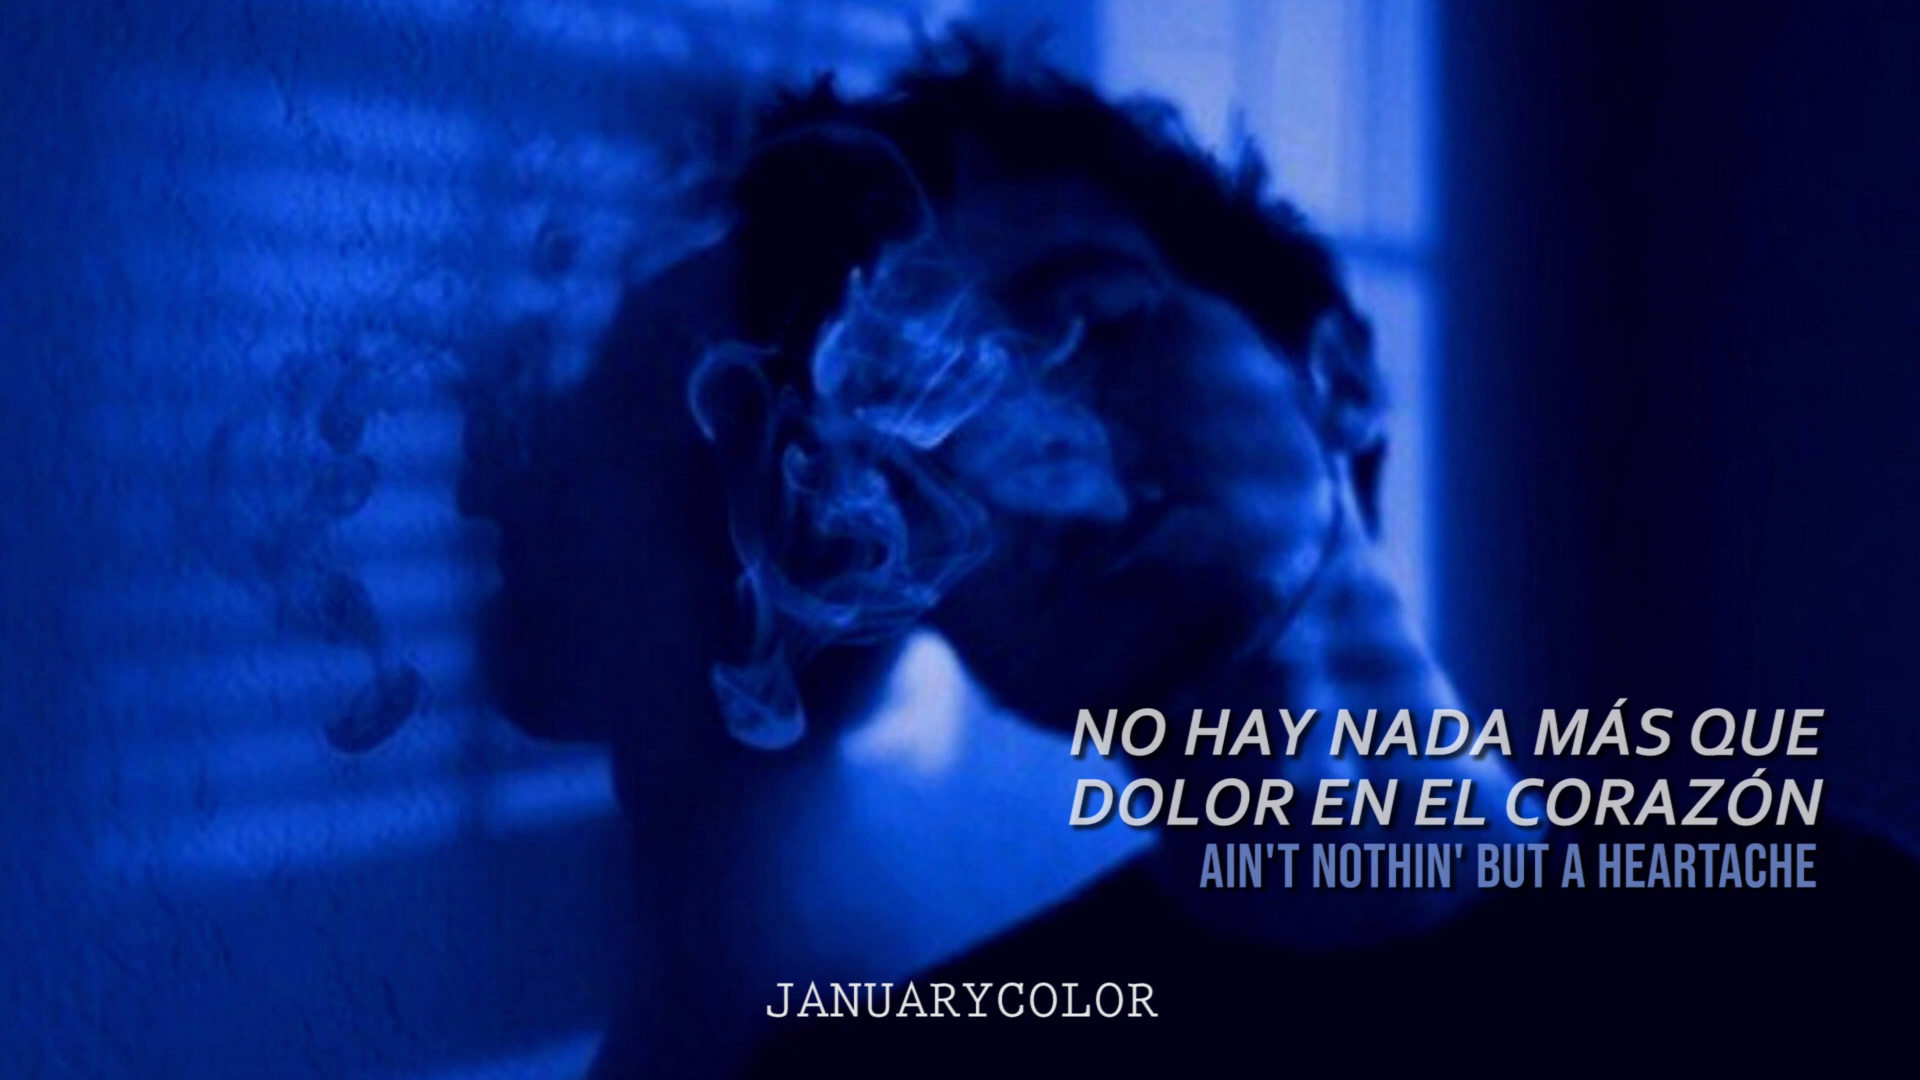 NO HAY NADA MÁS QUE
DOLOR EN EL CORAZÓN
AIN'T NOTHIN' BUT A HEARTACHE
JANUARYCOLOR